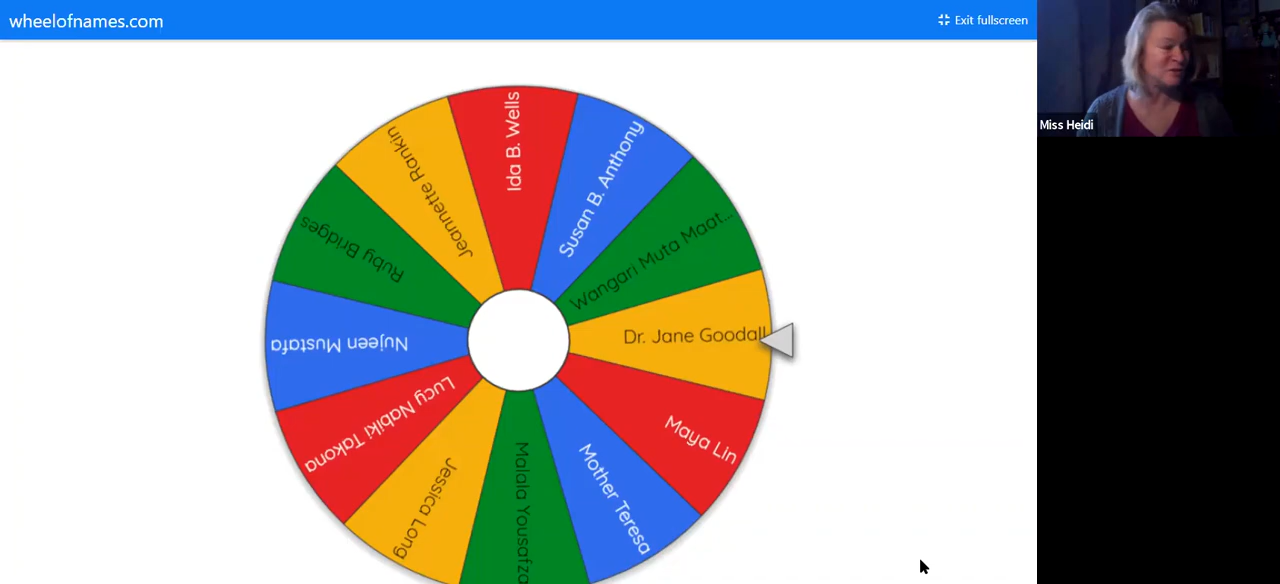 wheelofnames.com
Exit fullscreen
Miss Heidi
Ida B. Wells
Susan B. Anthony
Wangari Muta Maat...
Dr. Jane Goodall
Maya Lin
Mother Teresa
Malala Yousafza
Jessica Long
Lucy Nabiki Takona
Nujeen Mustafa
Ruby Bridges
Jeannette Rankin